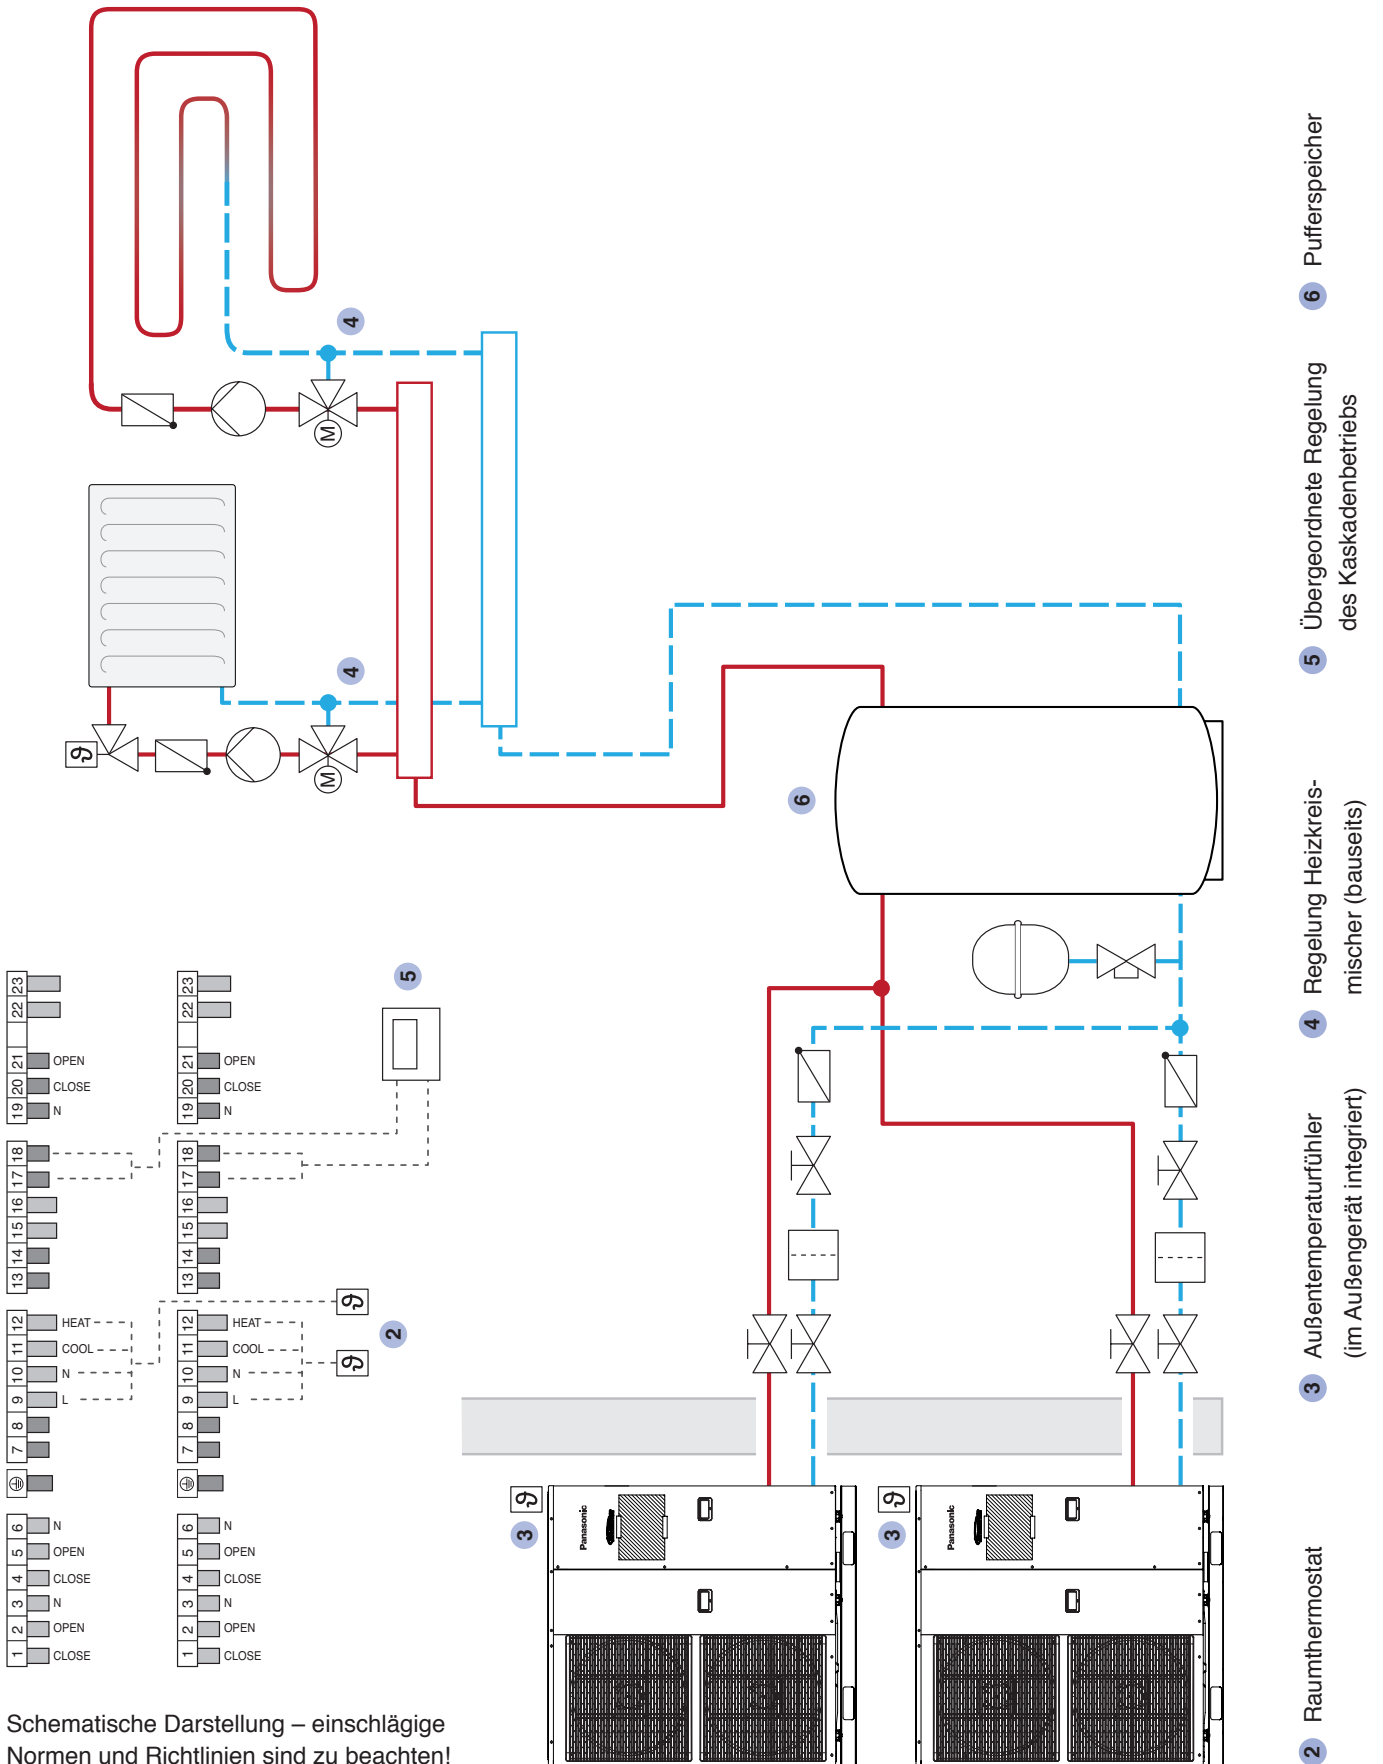 23
22
21 OPEN
20 CLOSE
19 N
18
17
16
15
14
13
12 HEAT
11 COOL
10 N
9 L
8
7
6 N
5 OPEN
4 CLOSE
3 N
2 OPEN
1 CLOSE
23
22
21 OPEN
20 CLOSE
19 N
18
17
16
15
14
13
12 HEAT
11 COOL
10 N
9 L
8
7
6 N
5 OPEN
4 CLOSE
3 N
2 OPEN
1 CLOSE
ϑ
ϑ
2
5
ϑ
M
4
M
4
6
ϑ
3
Panasonic
ϑ
3
Panasonic
2 Raumthermostat
3 Außentemperaturfühler
(im Außengerät integriert)
4 Regelung Heizkreis-
mischer (bauseits)
5 Übergeordnete Regelung
des Kaskadenbetriebs
6 Pufferspeicher
Schematische Darstellung – einschlägige
Normen und Richtlinien sind zu beachten!